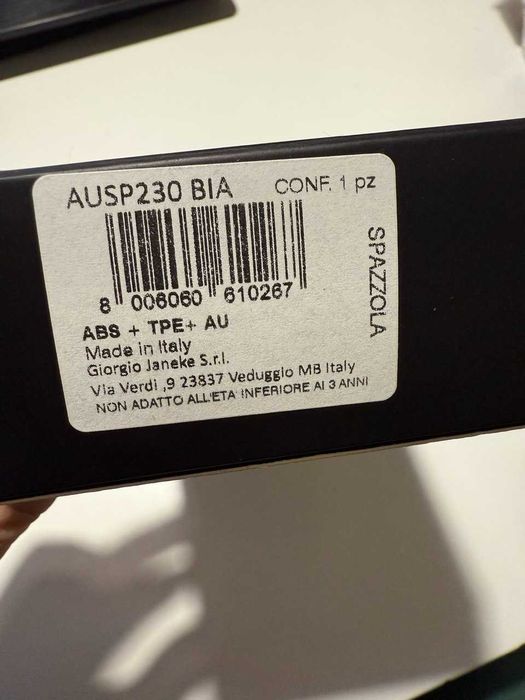 AUSP230 BIA CONF. 1 pz
8 006060 610267
SPAZZOLA
ABS + TPE+ AU
Made in Italy
Giorgio Janeke S.r.l.
Via Verdi ,9 23837 Veduggio MB Italy
NON ADATTO ALL'ETA INFERIORE AI 3 ANNI